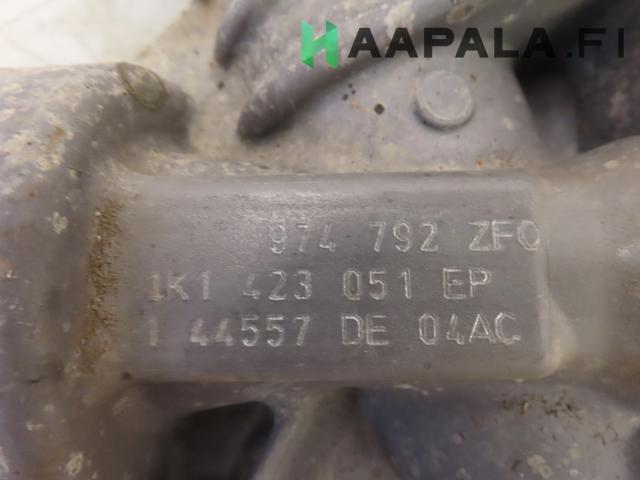 HAAPALA.FI
974 792 ZFO
1K1 423 051 EP
1 44557 DE 04AC